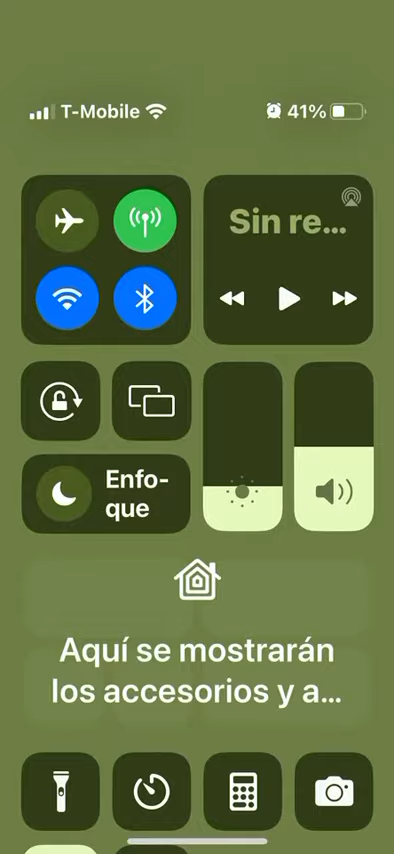 T-Mobile
41%
Sin re...
Enfo-
que
Aquí se mostrarán
los accesorios y a...